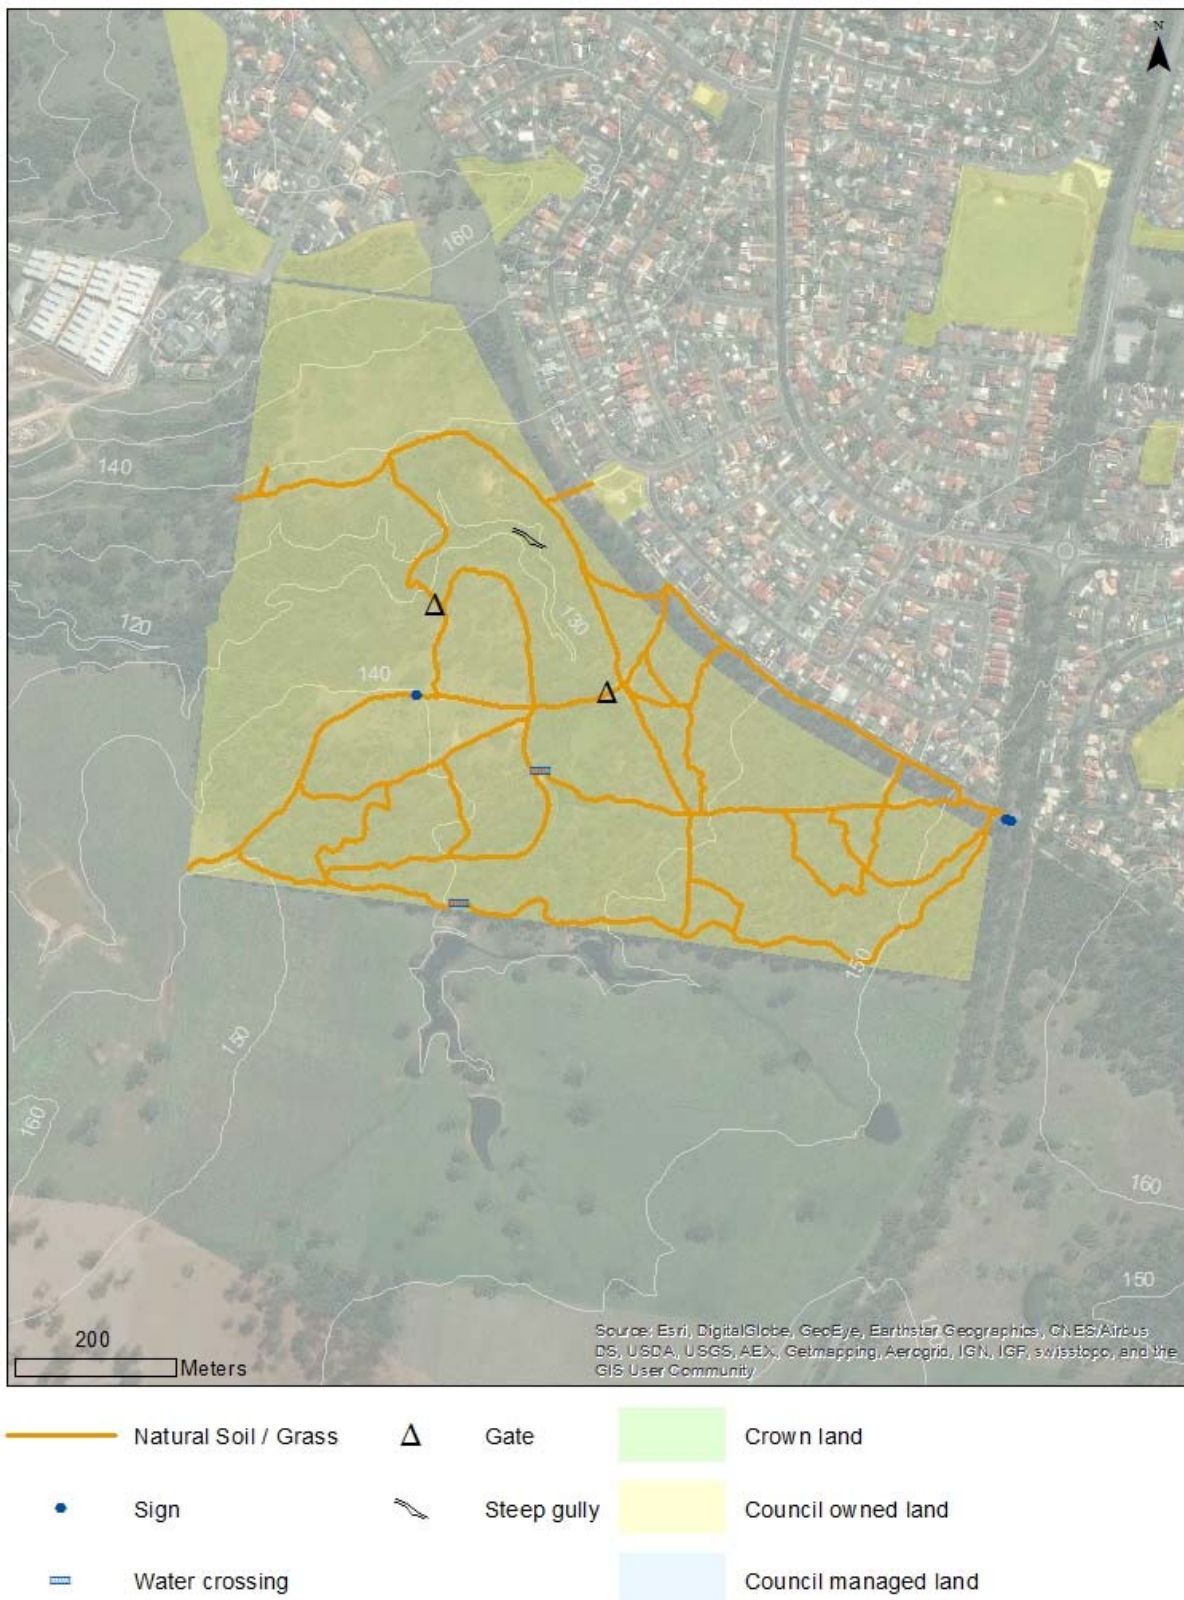 N
160
160
140
130
120
140
150
150
160
160
150
200
Meters
Source: Esri, DigitalGlobe, GeoEye, Earthstar Geographics, CNES/Airbus
DS, USDA, USGS, AEX, Getmapping, Aerogrid, IGN, IGP, swisstopo, and the
GIS User Community
Natural Soil / Grass
Gate
Crown land
Sign
Steep gully
Council owned land
Water crossing
Council managed land